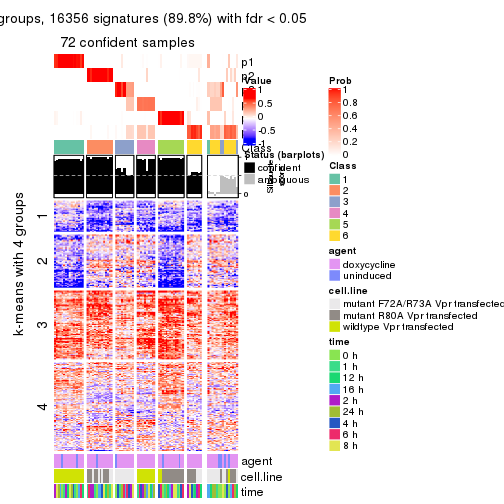 groups, 16356 signatures (89.8%) with fdr < 0.05
72 confident samples
p1
p2
Class
k-means with 4 groups
1
2
3
4
agent
cell.line
time
Value
1
0.5
0
-0.5
-1
Status (barplots)
confident
ambiguous
0
Prob
1
0.8
0.6
0.4
0.2
0
Class
1
2
3
4
5
6
agent
doxycycline
uninduced
cell.line
mutant F72A/R73A Vpr transfected
mutant R80A Vpr transfected
wildtype Vpr transfected
time
0 h
1 h
12 h
16 h
2 h
24 h
4 h
6 h
8 h